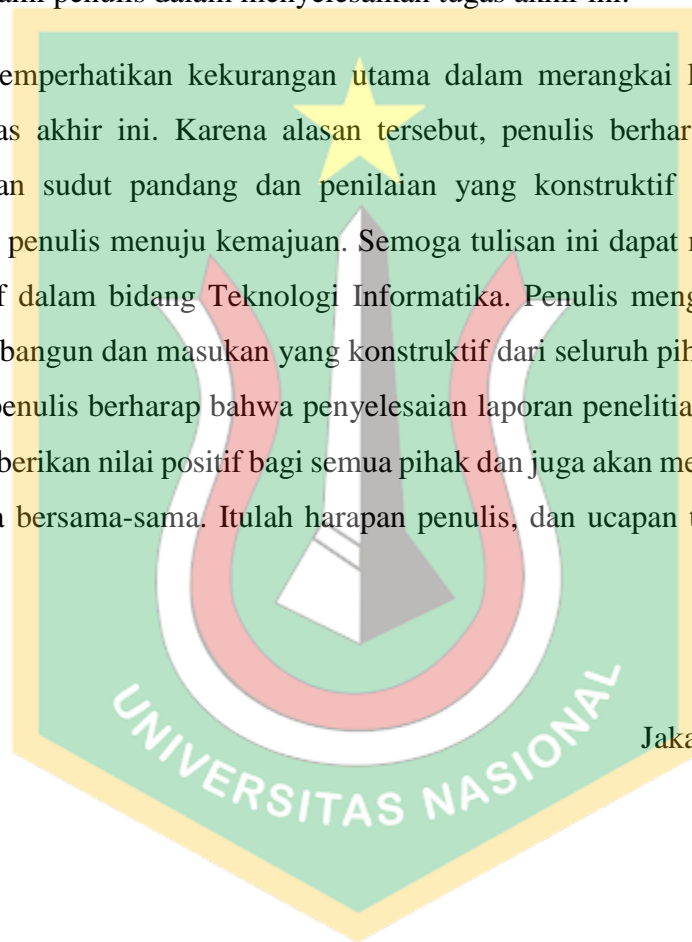 penulis dalam menyelesaikan tugas akhir ini.
emperhatikan kekurangan utama dalam merangkai
as akhir ini. Karena alasan tersebut, penulis berhar
an sudut pandang dan penilaian yang konstruktif
penulis menuju kemajuan. Semoga tulisan ini dapat
f dalam bidang Teknologi Informatika. Penulis meng
bangun dan masukan yang konstruktif dari seluruh pih
penulis berharap bahwa penyelesaian laporan penelitia
berikan nilai positif bagi semua pihak dan juga akan me
a bersama-sama. Itulah harapan penulis, dan ucapan t
Jaka
UNIVERSITAS NASIONAL